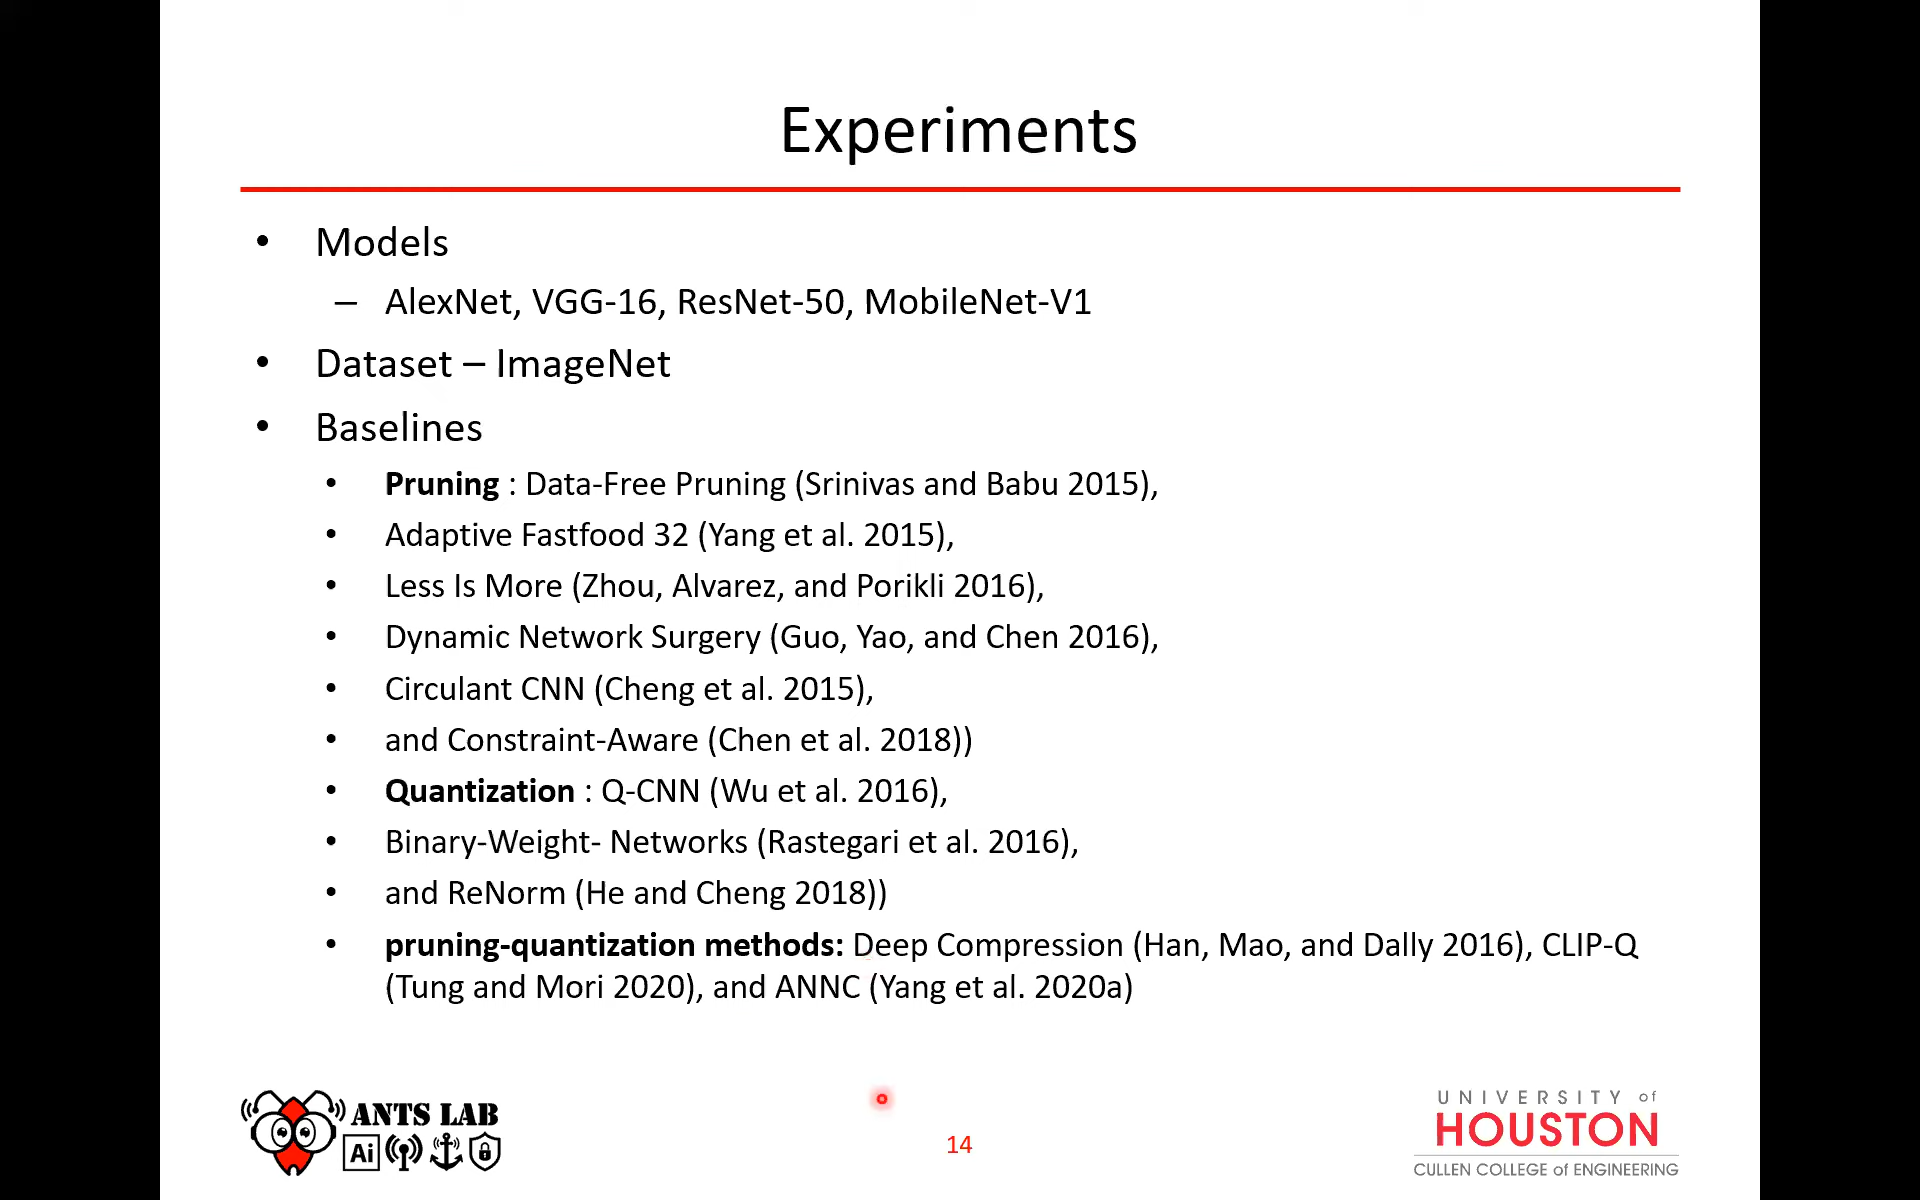 Experiments
• Models
– AlexNet, VGG-16, ResNet-50, MobileNet-V1
• Dataset – ImageNet
• Baselines
• Pruning : Data-Free Pruning (Srinivas and Babu 2015),
• Adaptive Fastfood 32 (Yang et al. 2015),
• Less Is More (Zhou, Alvarez, and Porikli 2016),
• Dynamic Network Surgery (Guo, Yao, and Chen 2016),
• Circulant CNN (Cheng et al. 2015),
• and Constraint-Aware (Chen et al. 2018))
• Quantization : Q-CNN (Wu et al. 2016),
• Binary-Weight- Networks (Rastegari et al. 2016),
• and ReNorm (He and Cheng 2018))
• pruning-quantization methods: Deep Compression (Han, Mao, and Dally 2016), CLIP-Q
(Tung and Mori 2020), and ANNC (Yang et al. 2020a)
ANTS LAB
Ai
14
UNIVERSITY of
HOUSTON
CULLEN COLLEGE of ENGINEERING